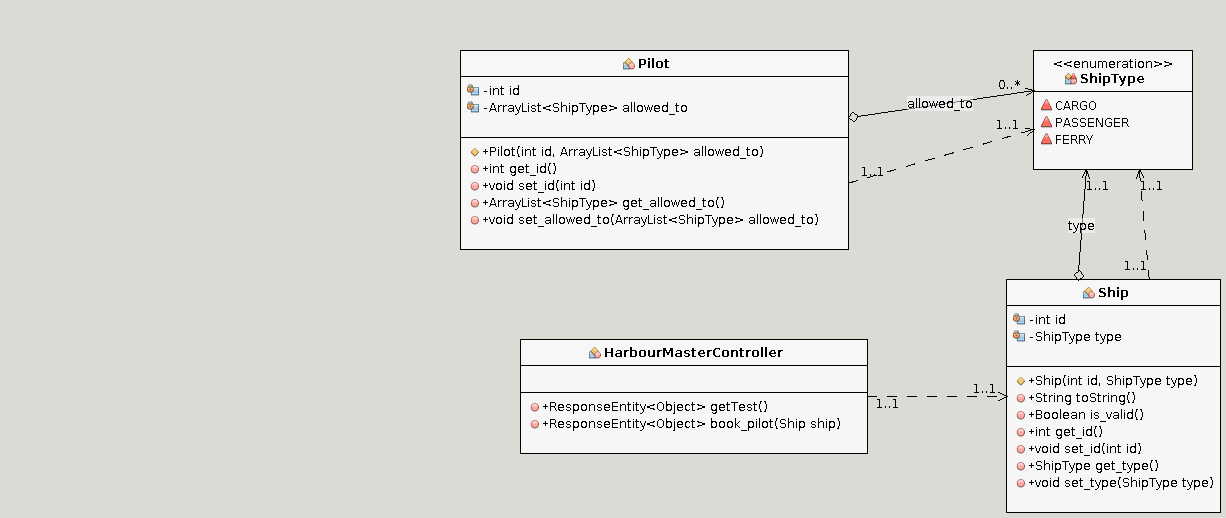 Pilot
-int id
-ArrayList<ShipType> allowed_to
+Pilot(int id, ArrayList<ShipType> allowed_to)
+int get_id()
+void set_id(int id)
+ArrayList<ShipType> get_allowed_to()
+void set_allowed_to(ArrayList<ShipType> allowed_to)
allowed_to
0..*
1..1
1..1
<<enumeration>>
ShipType
CARGO
PASSENGER
FERRY
1..1
1..1
type
1..1
Ship
-int id
-ShipType type
+Ship(int id, ShipType type)
+String toString()
+Boolean is_valid()
+int get_id()
+void set_id(int id)
+ShipType get_type()
+void set_type(ShipType type)
HarbourMasterController
+ResponseEntity<Object> getTest()
+ResponseEntity<Object> book_pilot(Ship ship)
1..1
1..1